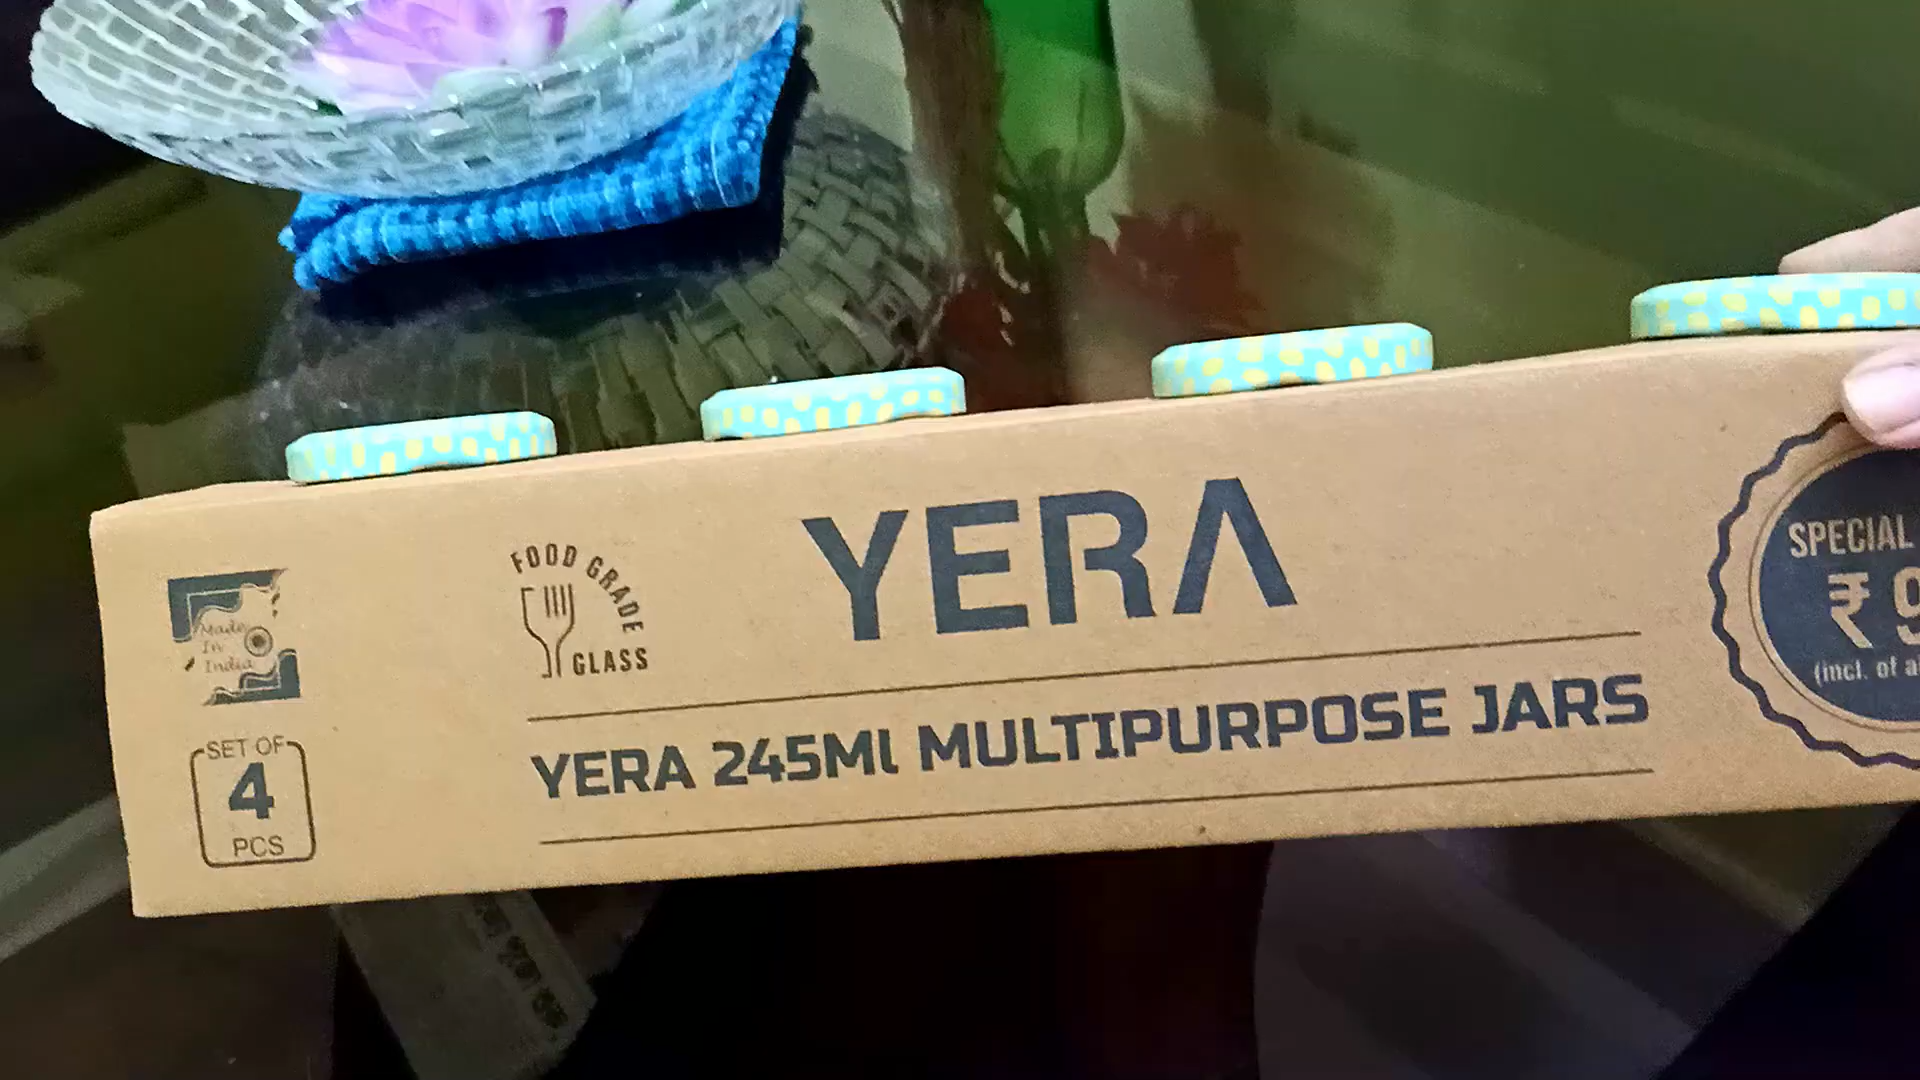 YERA
FOOD GRADE
GLASS
Made
In
India
YERA 245Ml MULTIPURPOSE JARS
SET OF
4
PCS
SPECIAL
₹ 9
(incl. of a